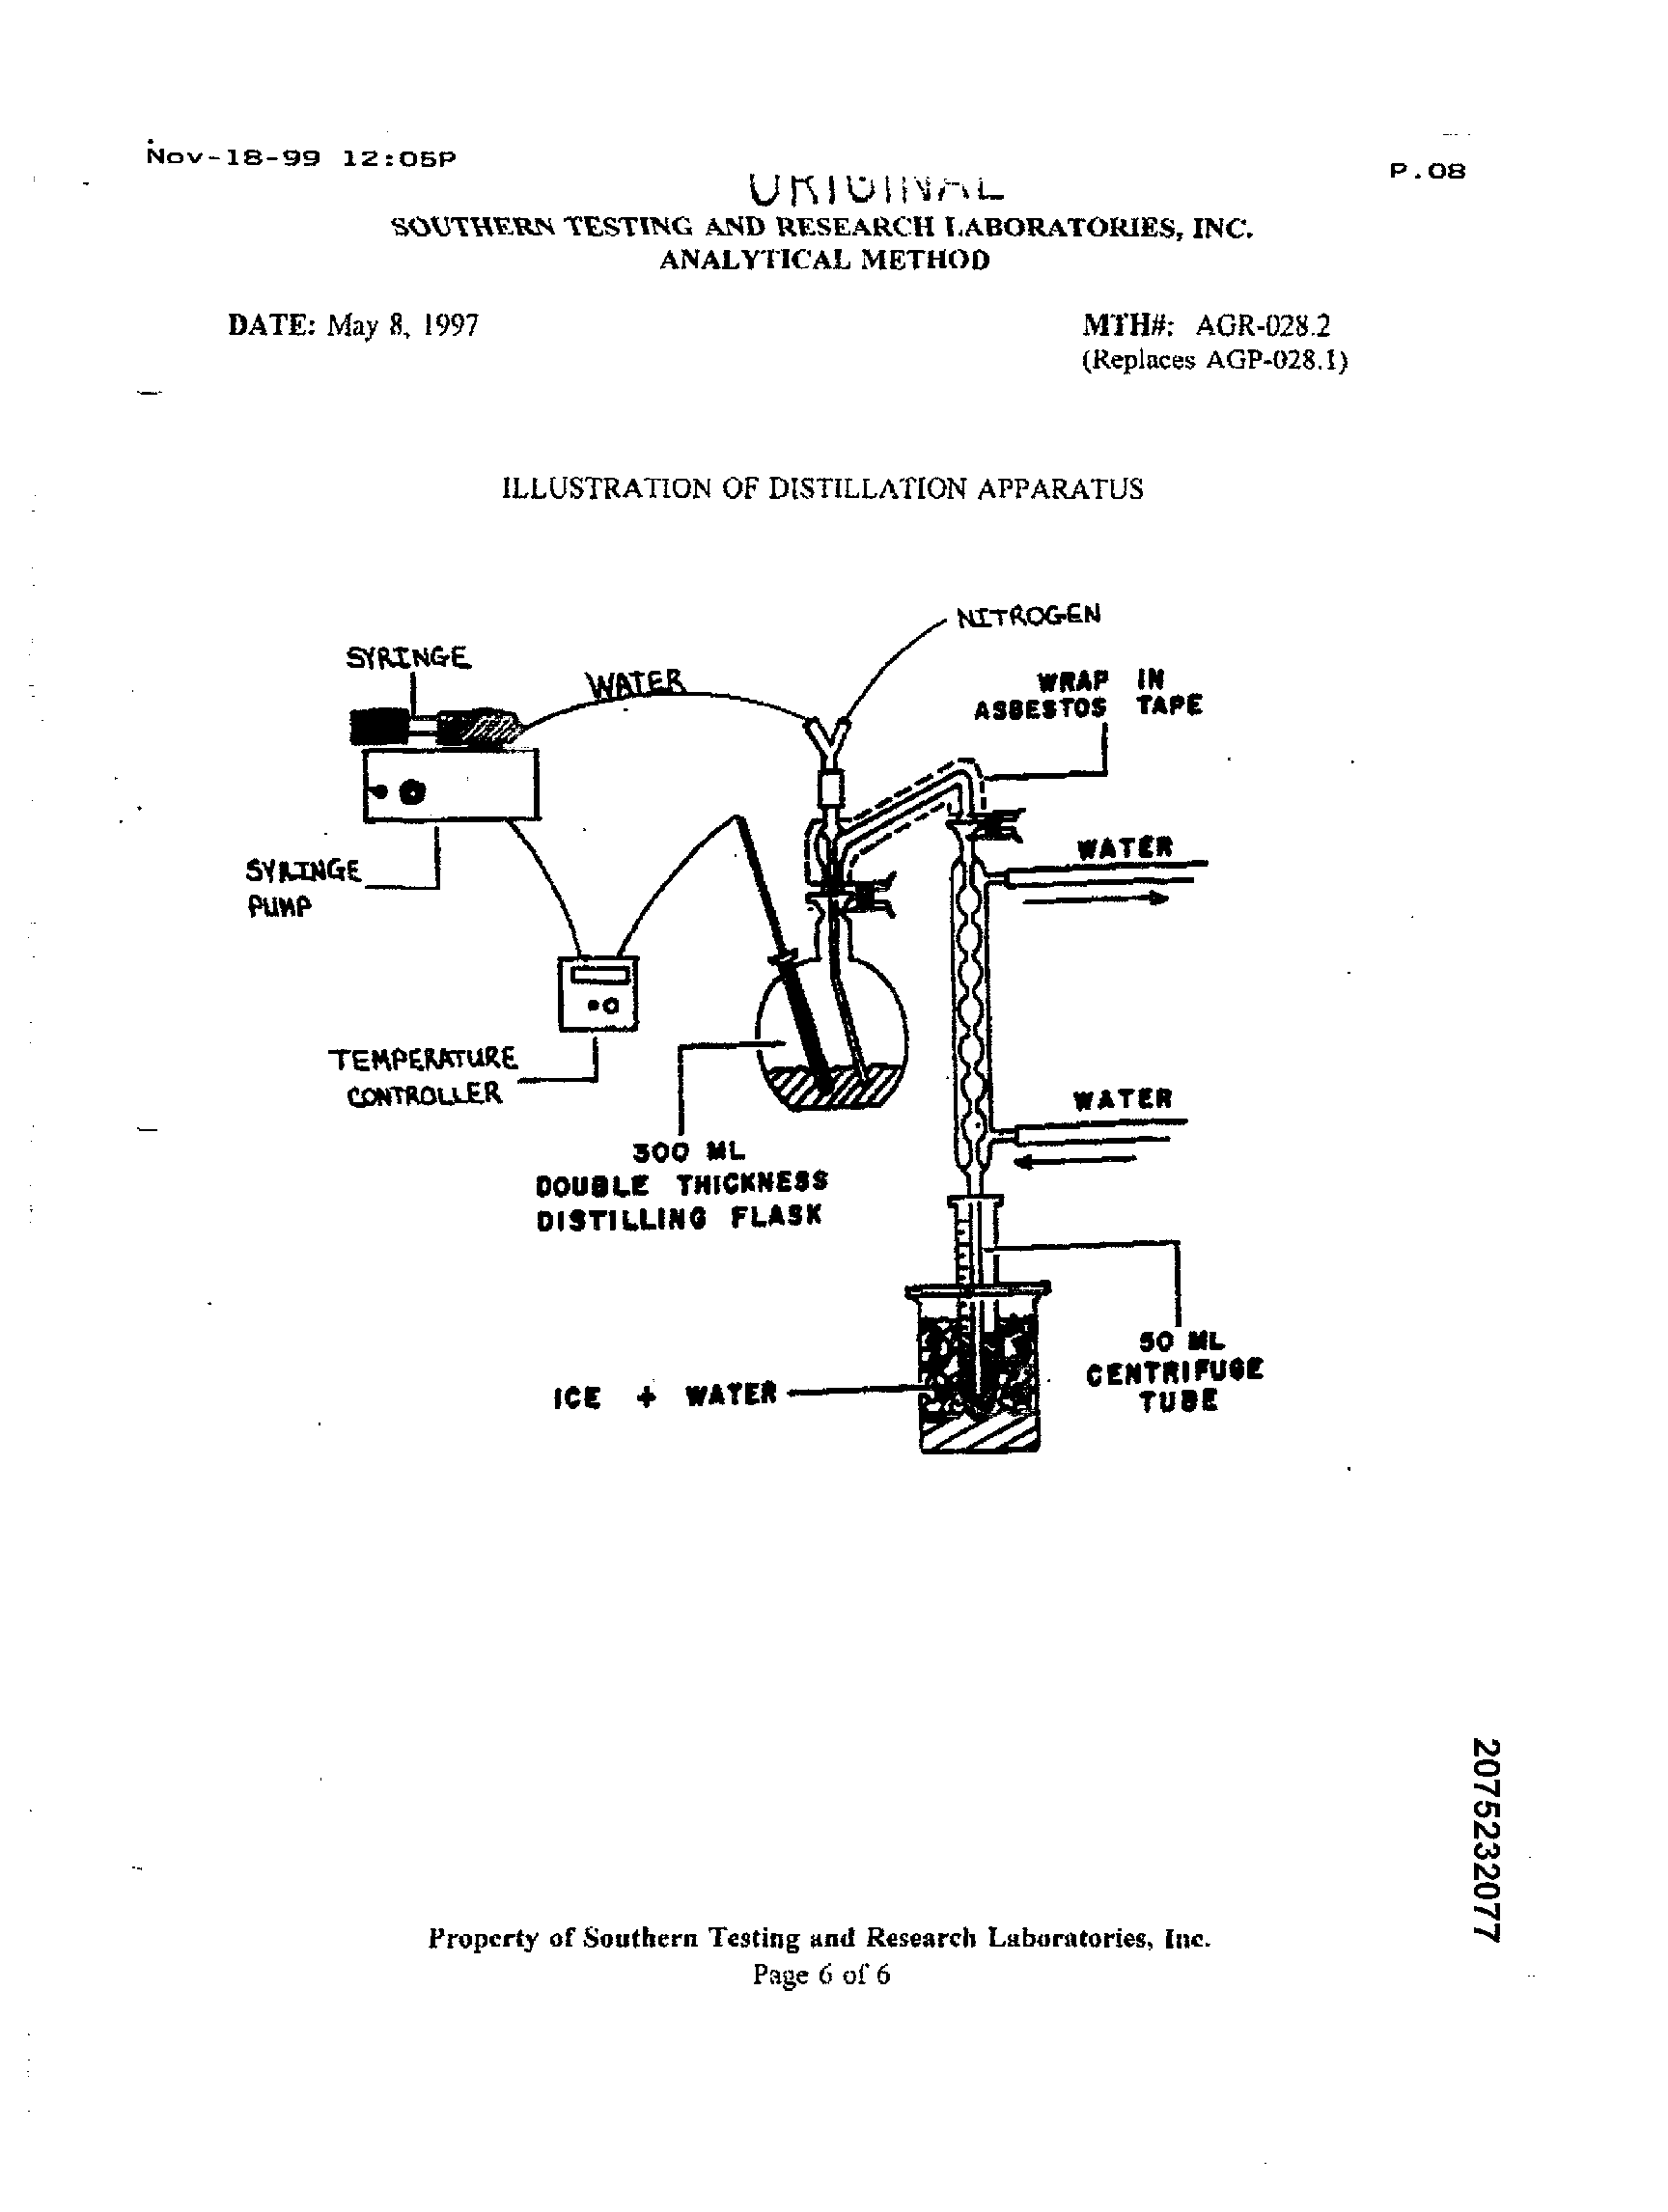 Nov-18-99 12:05P
P.08
ORIGINAL
SOUTHERN TESTING AND RESEARCH LABORATORIES, INC.
ANALYTICAL METHOD
DATE: May 8, 1997
MTH#: AGR-028.2
(Replaces AGP-028.1)
ILLUSTRATION OF DISTILLATION APPARATUS
NITROGEN
SYRINGE
WATER
WRAP IN
ASBESTOS TAPE
WATER
SYRINGE
PUMP
TEMPERATURE
CONTROLLER
WATER
300 ML
DOUBLE THICKNESS
DISTILLING FLASK
50 ML
CENTRIFUGE
TUBE
ICE + WATER
2075232077
Property of Southern Testing and Research Laboratories, Inc.
Page 6 of 6